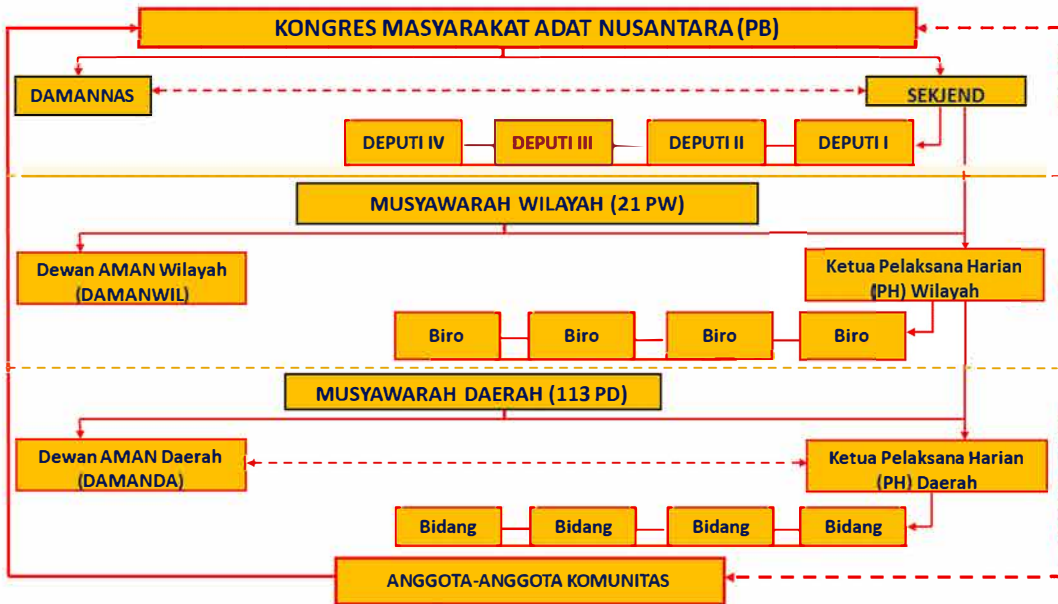 KONGRES MASYARAKAT ADAT NUSANTARA (PB)
DAMANNAS
SEKJEND
DEPUTI IV
DEPUTI III
DEPUTI II
DEPUTI I
MUSYAWARAH WILAYAH (21 PW)
Dewan AMAN Wilayah
(DAMANWIL)
Ketua Pelaksana Harian
(PH) Wilayah
Biro
Biro
Biro
Biro
MUSYAWARAH DAERAH (113 PD)
Dewan AMAN Daerah
(DAMANDA)
Ketua Pelaksana Harian
(PH) Daerah
Bidang
Bidang
Bidang
Bidang
ANGGOTA-ANGGOTA KOMUNITAS